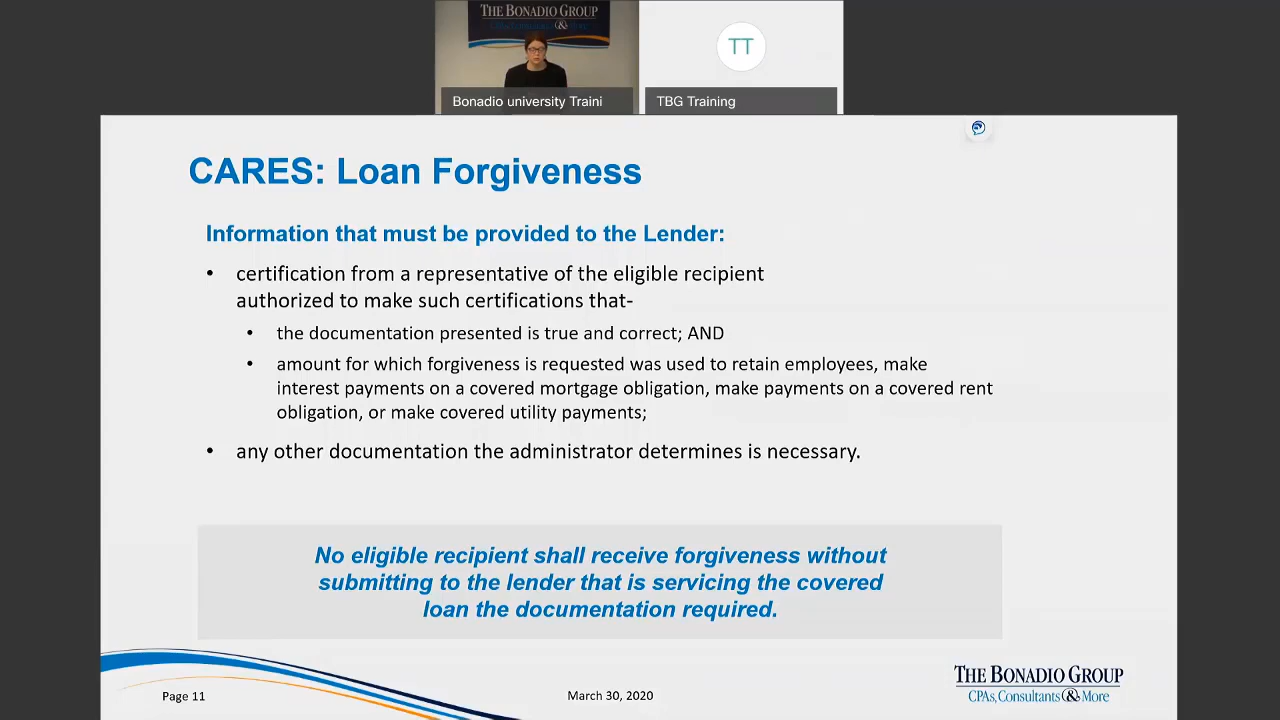 THE BONADIO GROUP
CPAs, Consultants & More
Bonadio university Traini
TT
TBG Training
CARES: Loan Forgiveness
Information that must be provided to the Lender:
• certification from a representative of the eligible recipient
authorized to make such certifications that-
• the documentation presented is true and correct; AND
• amount for which forgiveness is requested was used to retain employees, make
interest payments on a covered mortgage obligation, make payments on a covered rent
obligation, or make covered utility payments;
• any other documentation the administrator determines is necessary.
No eligible recipient shall receive forgiveness without
submitting to the lender that is servicing the covered
loan the documentation required.
Page 11
March 30, 2020
THE BONADIO GROUP
CPAs, Consultants & More